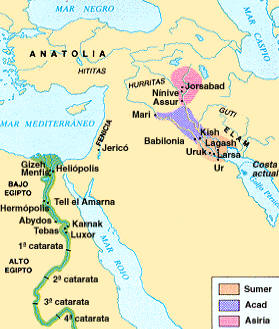 MAR NEGRO
MAR CASPIO
ANATOLIA
HITITAS
HURRITAS
Jorsabad
Nínive
Assur
GUTI
Mari
MAR MEDITERRÁNEO
FENICIA
ELAM
Kish
Lagash
Babilonia
Uruk
Larsa
Ur
Costa
actual
Jericó
Gizeh
Menfis
Heliópolis
BAJO
EGIPTO
Tell el Amarna
Hermópolis
Abydos
Karnak
Tebas
Luxor
1ª catarata
ALTO
EGIPTO
MAR ROJO
2ª catarata
3ª catarata
4ª catarata
Sumer
Acad
Asiria